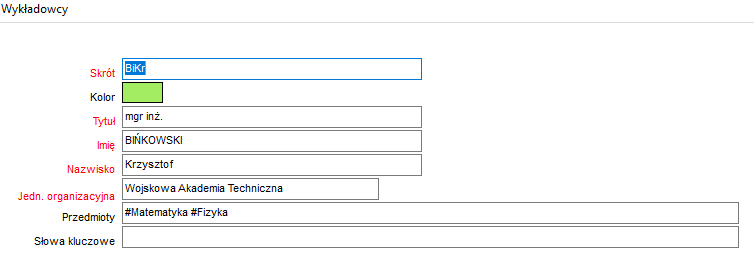 Wykładowcy
Skrót BiKr
Kolor
Tytuł mgr inż.
Imię BIŃKOWSKI
Nazwisko Krzysztof
Jedn. organizacyjna Wojskowa Akademia Techniczna
Przedmioty #Matematyka #Fizyka
Słowa kluczowe